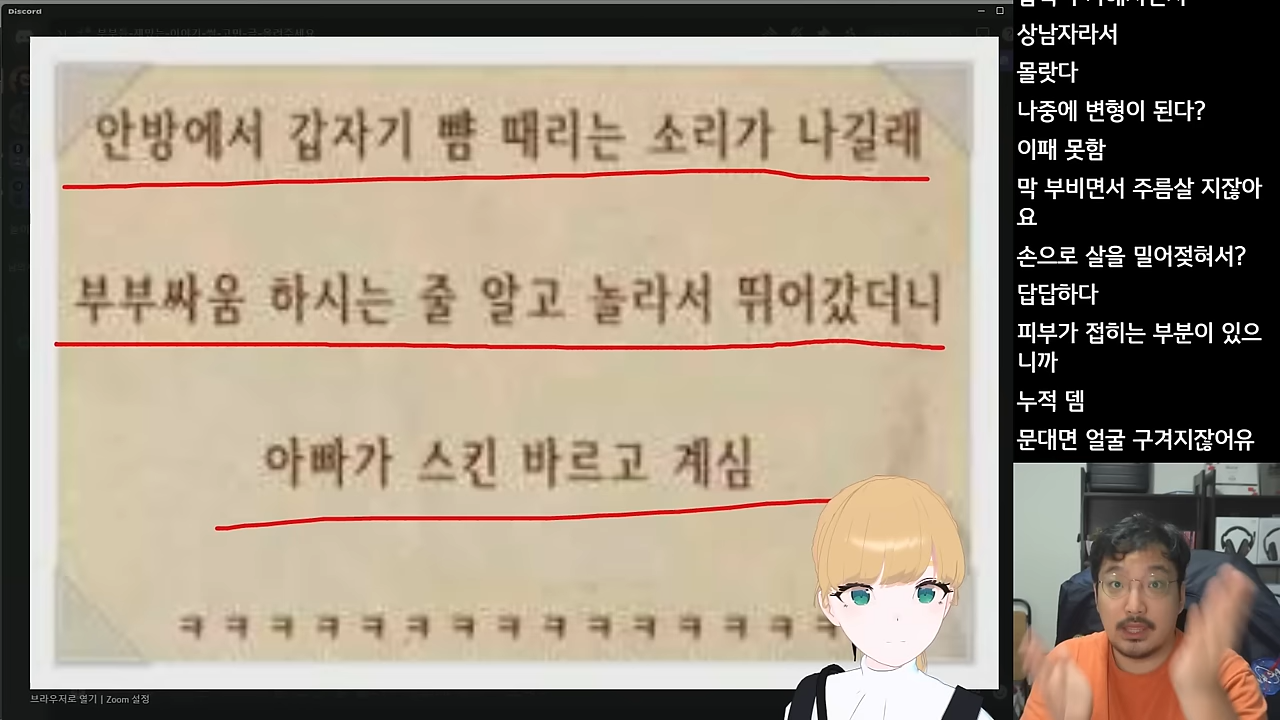 Discord
안방에서 갑자기 뺨 때리는 소리가 나길래
부부싸움 하시는 줄 알고 놀라서 뛰어갔더니
아빠가 스킨 바르고 계심
ㅋㅋㅋㅋㅋㅋㅋㅋㅋㅋㅋㅋㅋㅋㅋ
브라우저로 열기 | Zoom 설정
상남자라서
몰랏다
나중에 변형이 된다?
이패 못함
막 부비면서 주름살 지잖아
요
손으로 살을 밀어젖혀서?
답답하다
피부가 접히는 부분이 있으
니까
누적 뎀
문대면 얼굴 구겨지잖어유